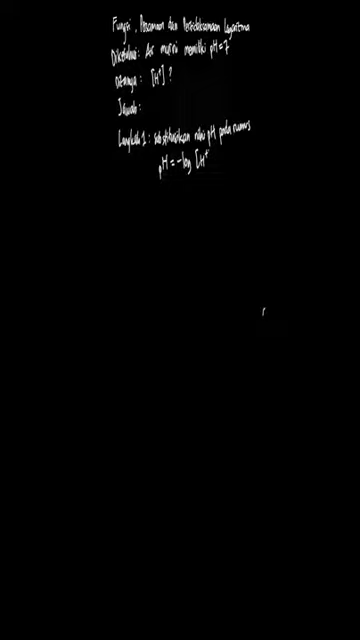 Fungsi, Persamaan dan Pertidaksamaan Logaritma
Diketahui: Air murni memiliki pH = 7
Ditanya: [H⁺] ?
Jawab:
Langkah 1: substitusikan nilai pH pada rumus
pH = -log [H⁺